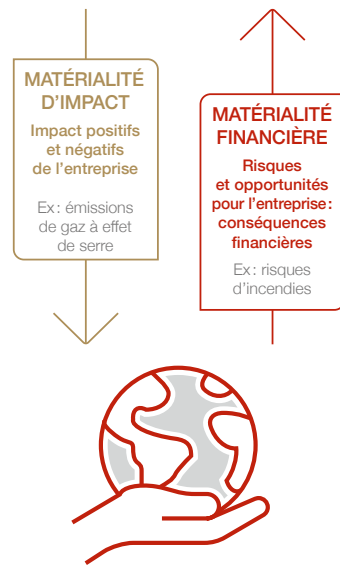 MATÉRIALITÉ
D'IMPACT
Impact positifs
et négatifs
de l'entreprise
Ex : émissions
de gaz à effet
de serre
MATÉRIALITÉ
FINANCIÈRE
Risques
et opportunités
pour l'entreprise :
conséquences
financières
Ex : risques
d'incendies